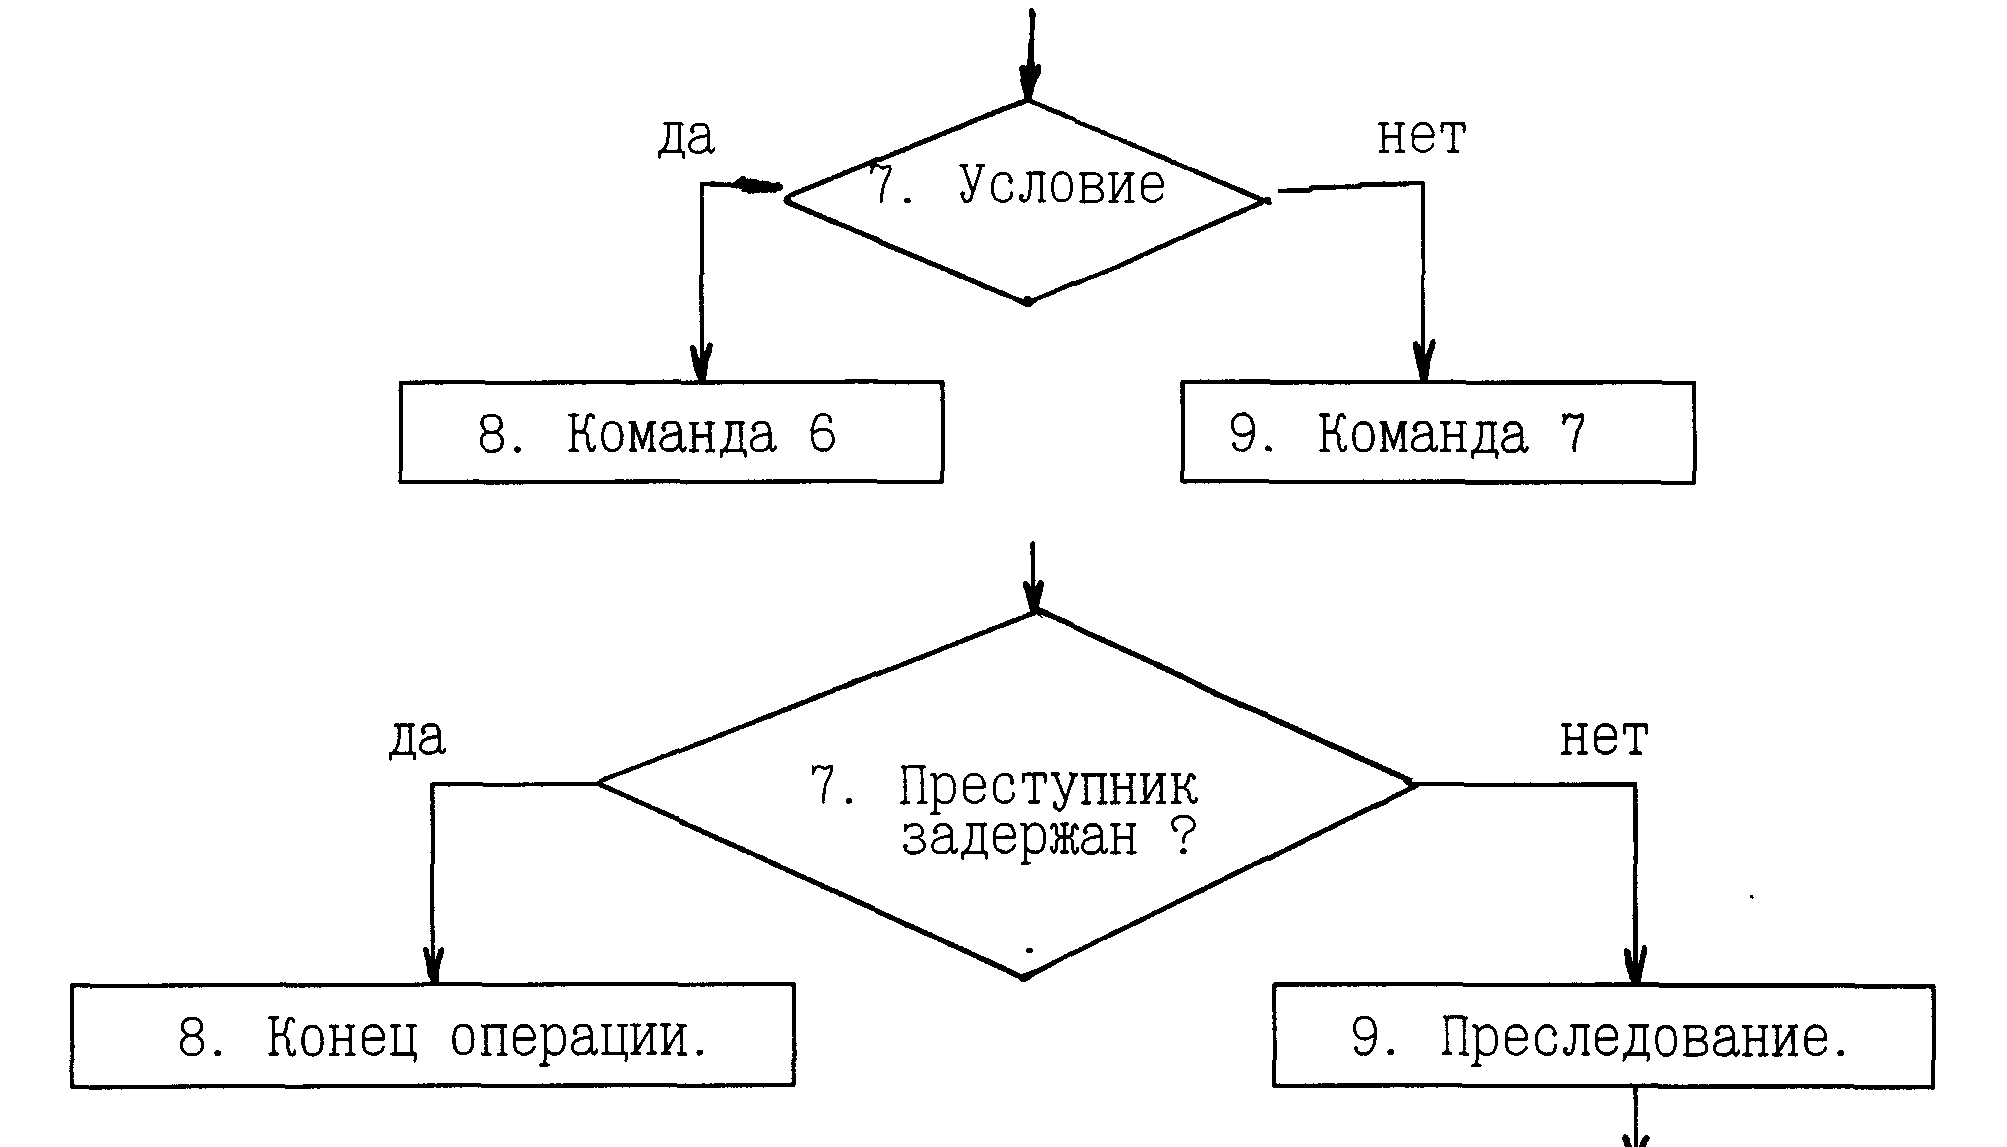 да
нет
7. Условие
8. Команда 6
9. Команда 7
да
нет
7. Преступник
задержан ?
8. Конец операции.
9. Преследование.